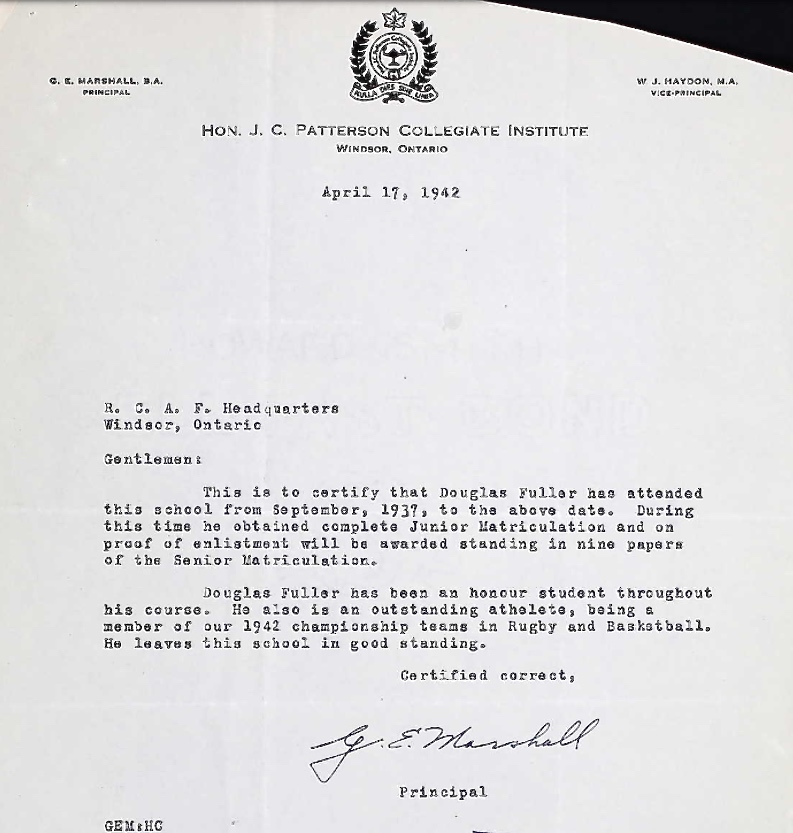 G. E. MARSHALL, B.A.
PRINCIPAL
W. J. HAYDON, M.A.
VICE-PRINCIPAL
NULLA DIES SINE LINEA
HON. J. C. PATTERSON COLLEGIATE INSTITUTE
WINDSOR, ONTARIO
April 17, 1942
R. C. A. F. Headquarters
Windsor, Ontario
Gentlemen:
This is to certify that Douglas Fuller has attended
this school from September, 1937, to the above date. During
this time he obtained complete Junior Matriculation and on
proof of enlistment will be awarded standing in nine papers
of the Senior Matriculation.
Douglas Fuller has been an honour student throughout
his course. He also is an outstanding athelete, being a
member of our 1942 championship teams in Rugby and Basketball.
He leaves this school in good standing.
Certified correct,
G. E. Marshall
Principal
GEM:HC